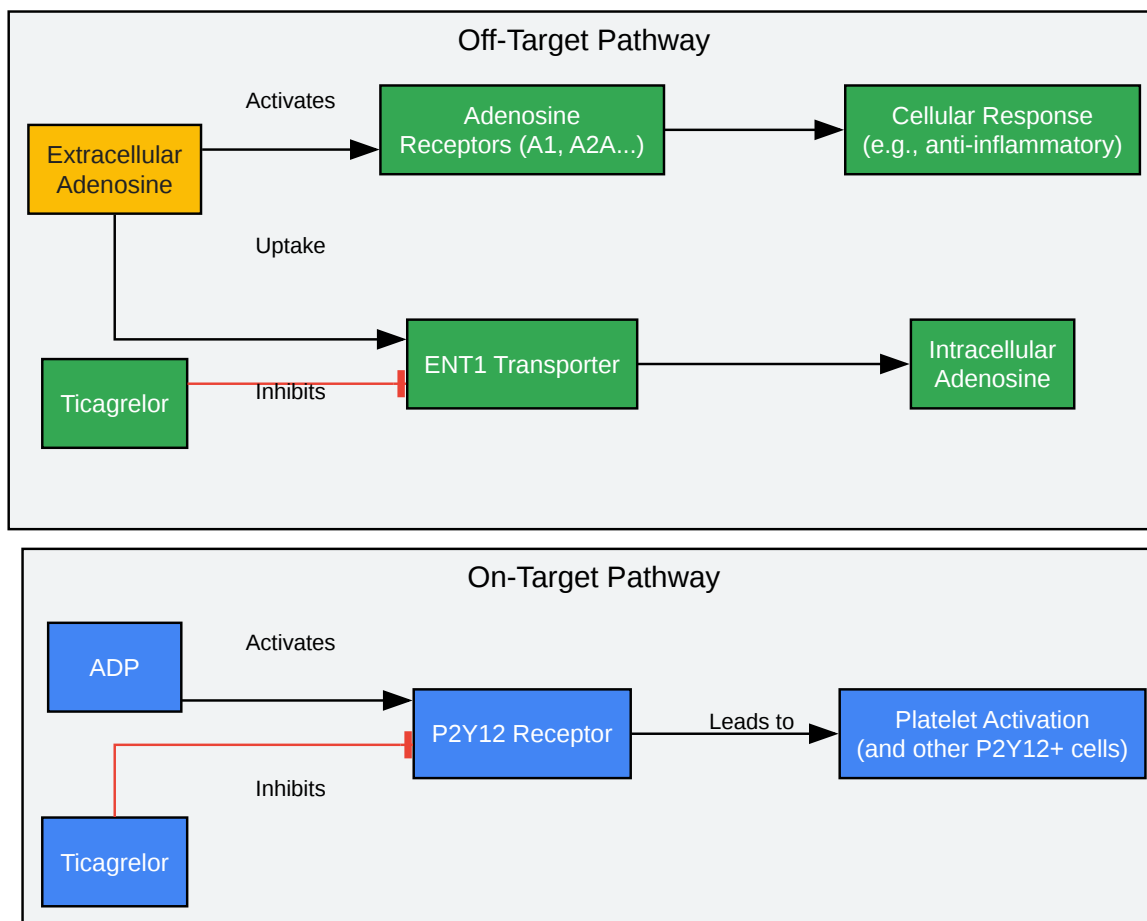 Off-Target Pathway
Activates
Adenosine
Receptors (A1, A2A...)
Cellular Response
(e.g., anti-inflammatory)
Extracellular
Adenosine
Uptake
ENT1 Transporter
Intracellular
Adenosine
Ticagrelor
Inhibits
On-Target Pathway
ADP
Activates
P2Y12 Receptor
Leads to
Platelet Activation
(and other P2Y12+ cells)
Inhibits
Ticagrelor